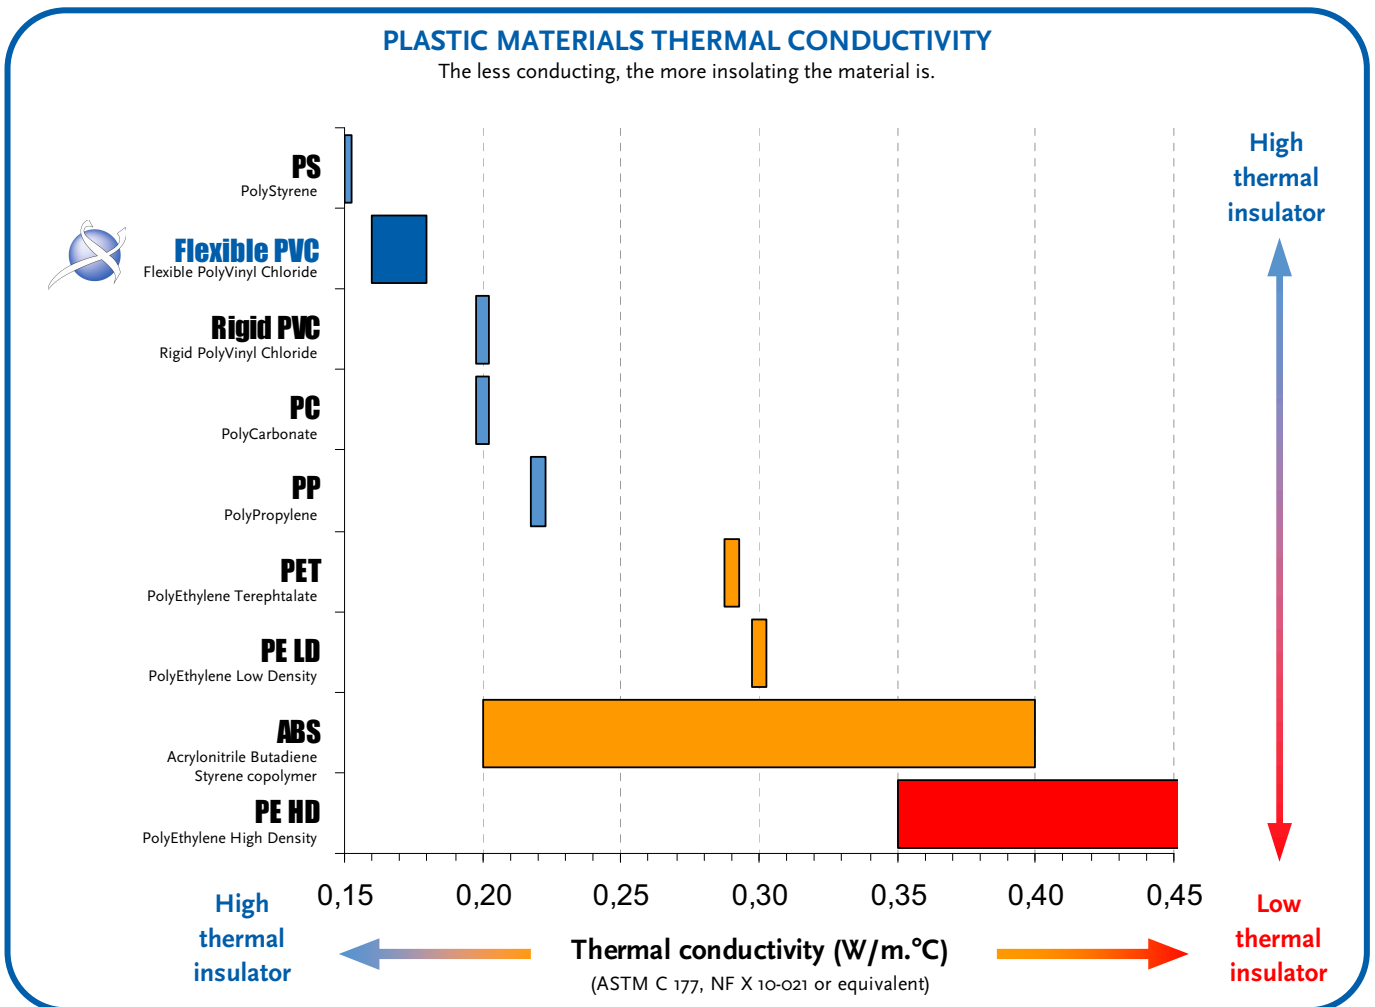 PLASTIC MATERIALS THERMAL CONDUCTIVITY
The less conducting, the more insolating the material is.
High
thermal
insulator
PS
PolyStyrene
Flexible PVC
Flexible PolyVinyl Chloride
Rigid PVC
Rigid PolyVinyl Chloride
PC
PolyCarbonate
PP
PolyPropylene
PET
PolyEthylene Terephtalate
PE LD
PolyEthylene Low Density
ABS
Acrylonitrile Butadiene
Styrene copolymer
PE HD
PolyEthylene High Density
0,15 0,20 0,25 0,30 0,35 0,40 0,45
High
thermal
insulator
Thermal conductivity (W/m.°C)
(ASTM C 177, NF X 10-021 or equivalent)
Low
thermal
insulator